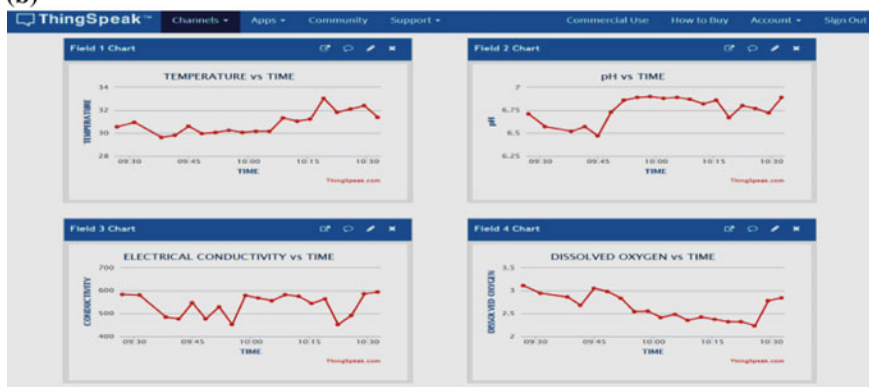 (b)
ThingSpeak™ Channels Apps Community Support Commercial Use How to Buy Account Sign Out
Field 1 Chart
TEMPERATURE vs TIME
TEMPERATURE
34
32
30
28
09:30 09:45 10:00 10:15 10:30
TIME
ThingSpeak.com
Field 2 Chart
pH vs TIME
pH
7
6.75
6.5
6.25
09:30 09:45 10:00 10:15 10:30
TIME
ThingSpeak.com
Field 3 Chart
ELECTRICAL CONDUCTIVITY vs TIME
CONDUCTIVITY
700
600
500
400
09:30 09:45 10:00 10:15 10:30
TIME
ThingSpeak.com
Field 4 Chart
DISSOLVED OXYGEN vs TIME
DISSOLVED OXYGEN
3.5
3
2.5
2
09:30 09:45 10:00 10:15 10:30
TIME
ThingSpeak.com